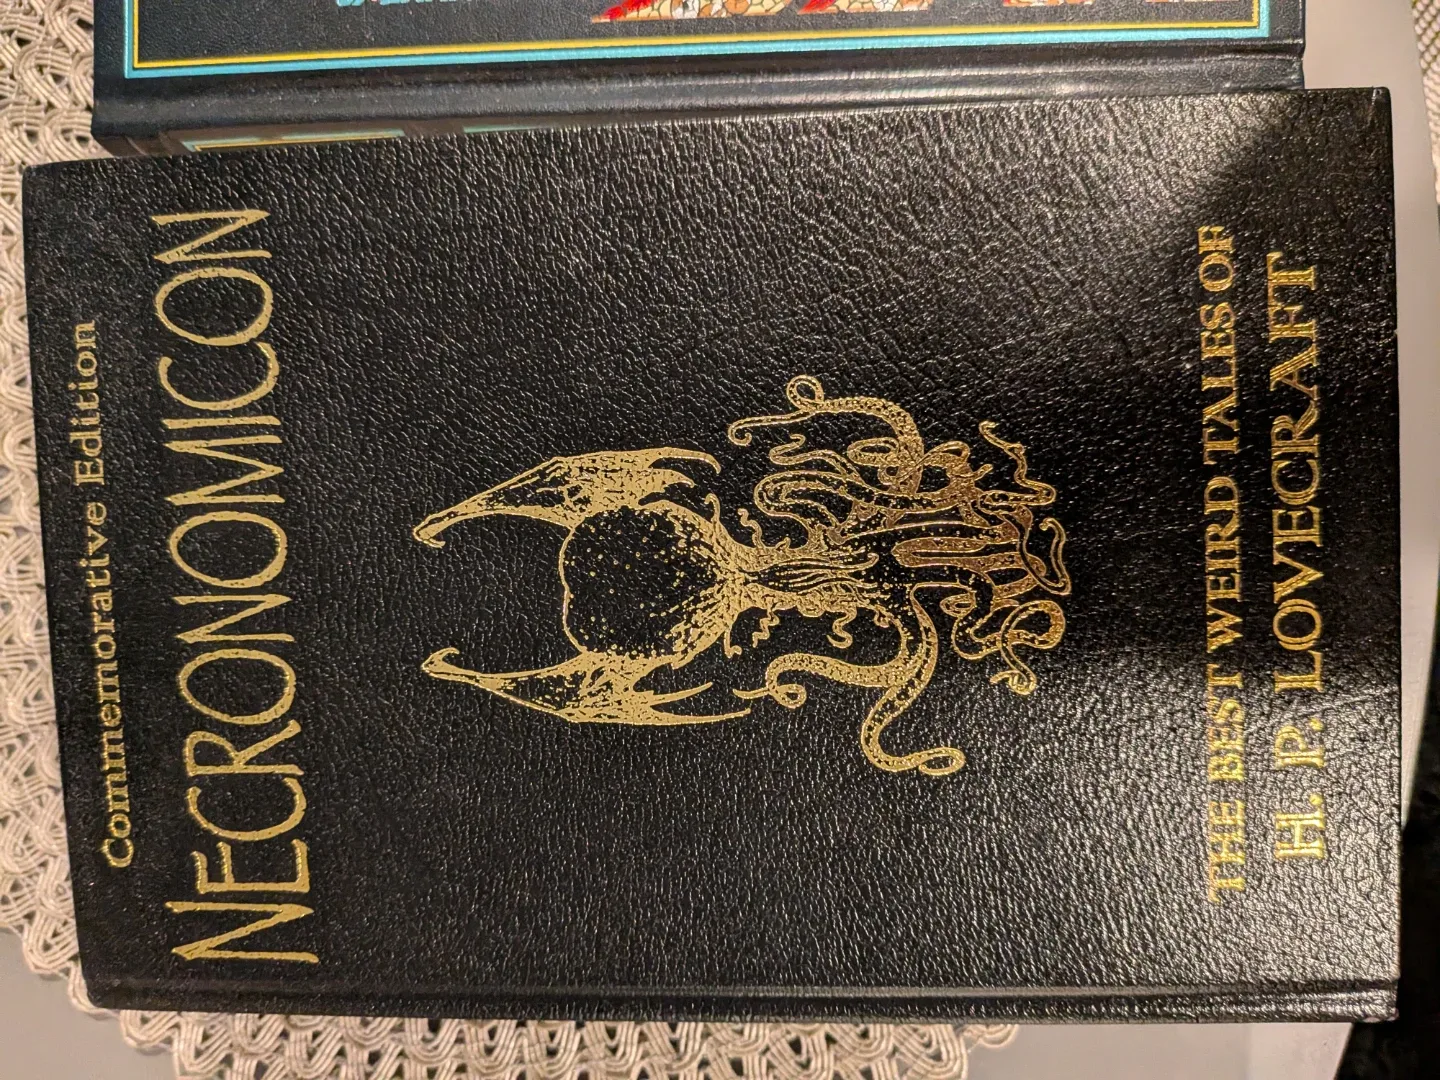 Commemorative Edition
NECRONOMICON
THE BEST WEIRD TALES OF
H. P. LOVECRAFT